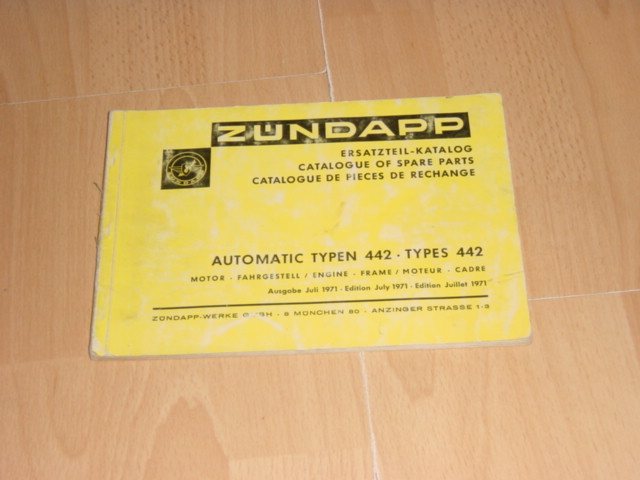 ZÜNDAPP
ERSATZTEIL-KATALOG
CATALOGUE OF SPARE PARTS
CATALOGUE DE PIECES DE RECHANGE
AUTOMATIC TYPEN 442 · TYPES 442
MOTOR - FAHRGESTELL / ENGINE - FRAME / MOTEUR - CADRE
Ausgabe Juli 1971 · Edition July 1971 · Edition Juillet 1971
ZÜNDAPP-WERKE GMBH · 8 MÜNCHEN 80 · ANZINGER STRASSE 1-3